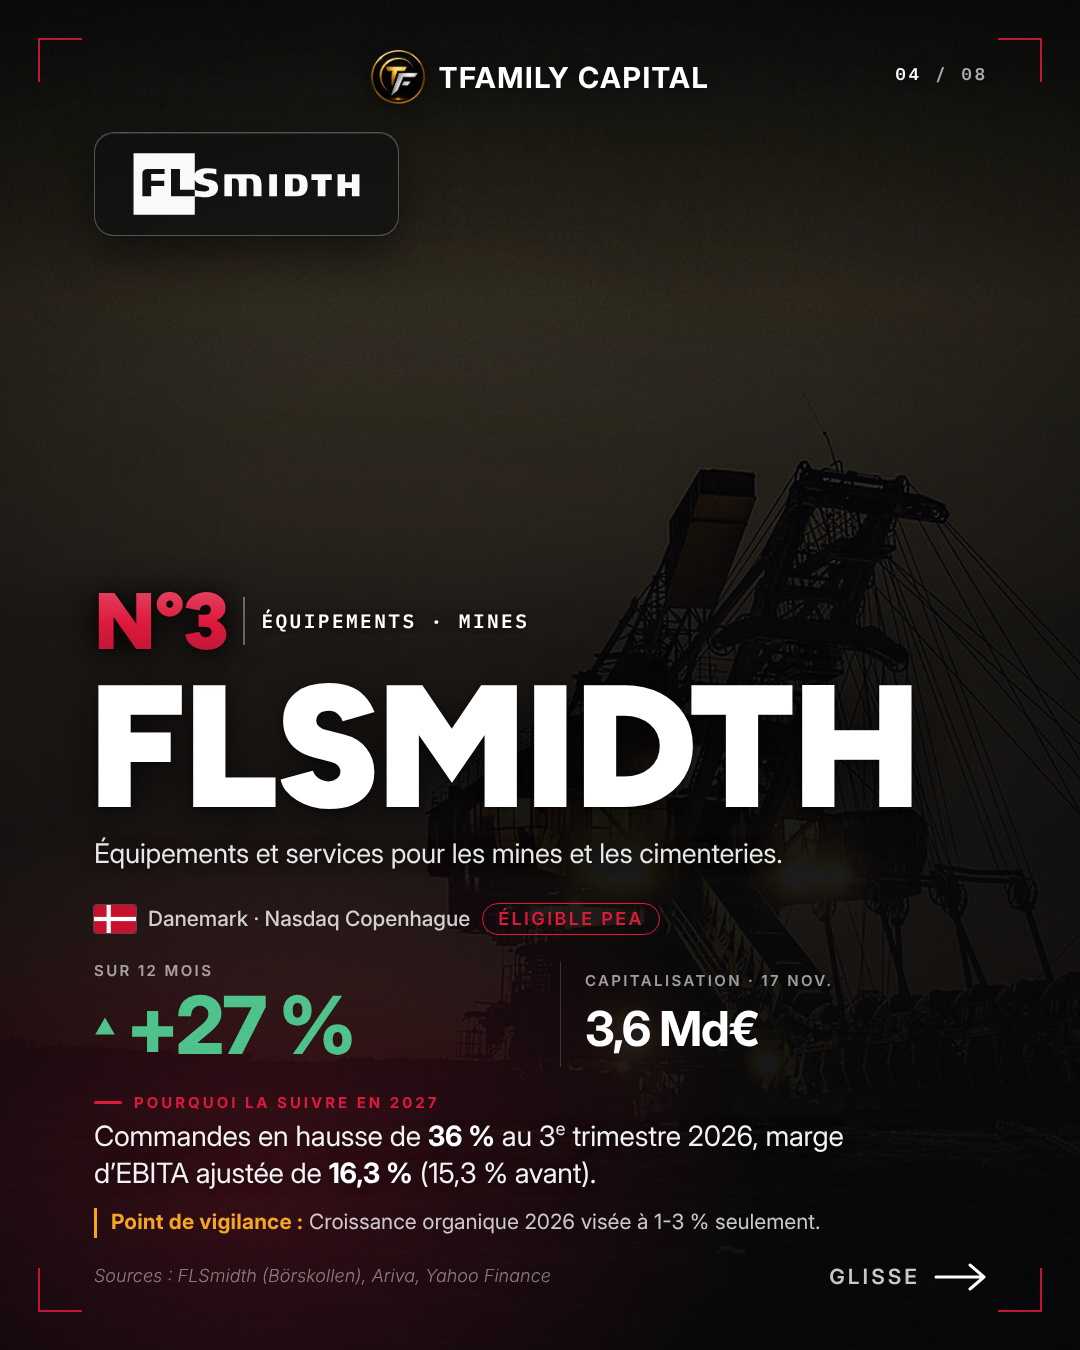 TF TFAMILY CAPITAL
04 / 08
FLSMIDTH
N°3 ÉQUIPEMENTS · MINES
FLSMIDTH
Équipements et services pour les mines et les cimenteries.
Danemark · Nasdaq Copenhague ÉLIGIBLE PEA
SUR 12 MOIS
+27 %
CAPITALISATION · 17 NOV.
3,6 Md€
POURQUOI LA SUIVRE EN 2027
Commandes en hausse de 36 % au 3e trimestre 2026, marge
d’EBITA ajustée de 16,3 % (15,3 % avant).
Point de vigilance : Croissance organique 2026 visée à 1-3 % seulement.
Sources : FLSmidth (Börskollen), Ariva, Yahoo Finance
GLISSE →